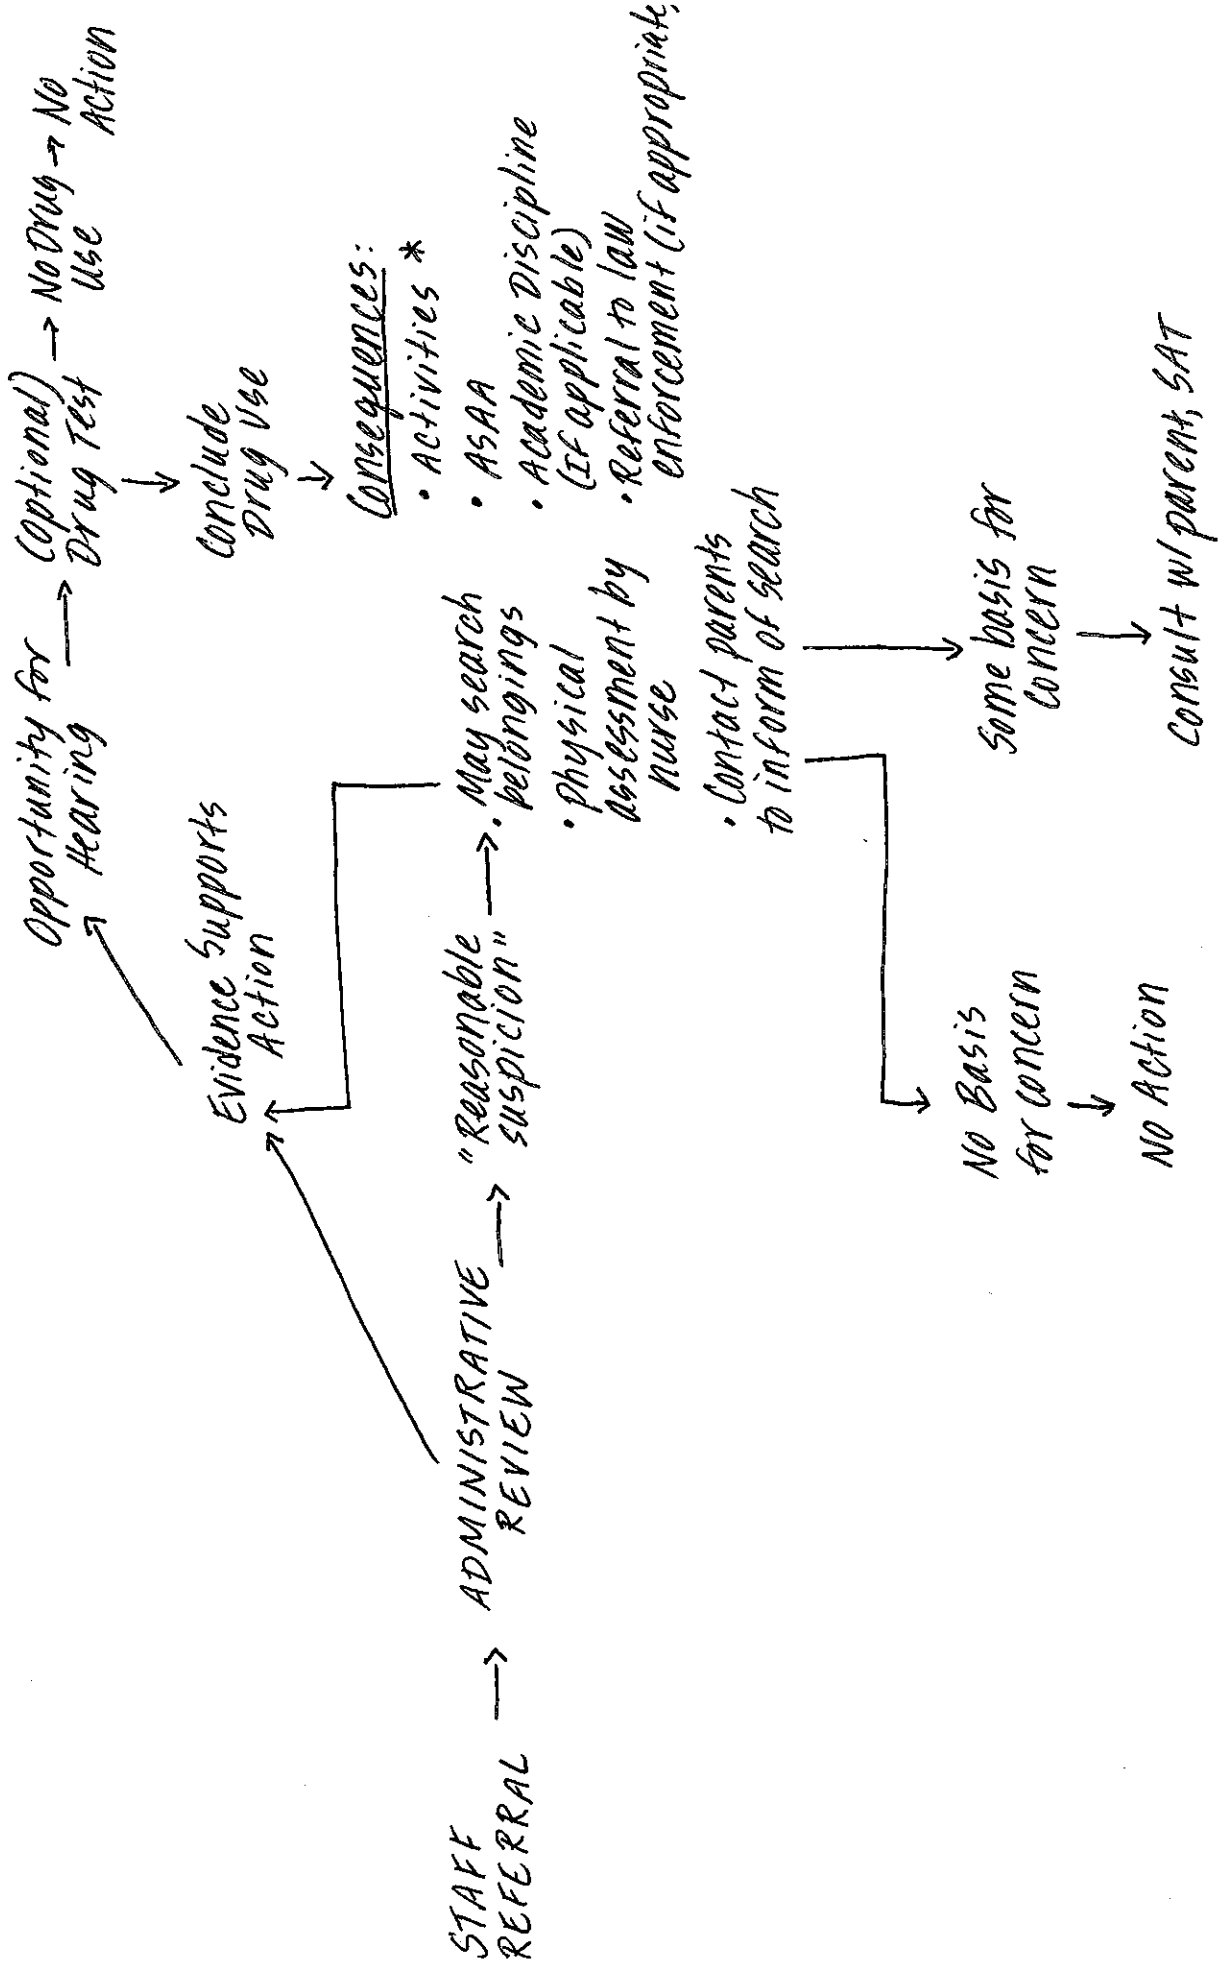 STAFF
REFERRAL
ADMINISTRATIVE
REVIEW
"Reasonable
suspicion"
• May search
belongings
• Physical
assessment by
nurse
• Contact parents
to inform of search
Evidence Supports
Action
Opportunity for
Hearing
(Optional)
Drug Test
No Drug
Use
No
Action
Conclude
Drug Use
Consequences:
• Activities *
• ASAA
• Academic Discipline
(If applicable)
• Referral to law
enforcement (if appropriate)
No Basis
for concern
No Action
Some basis for
concern
Consult w/ parent, SAT